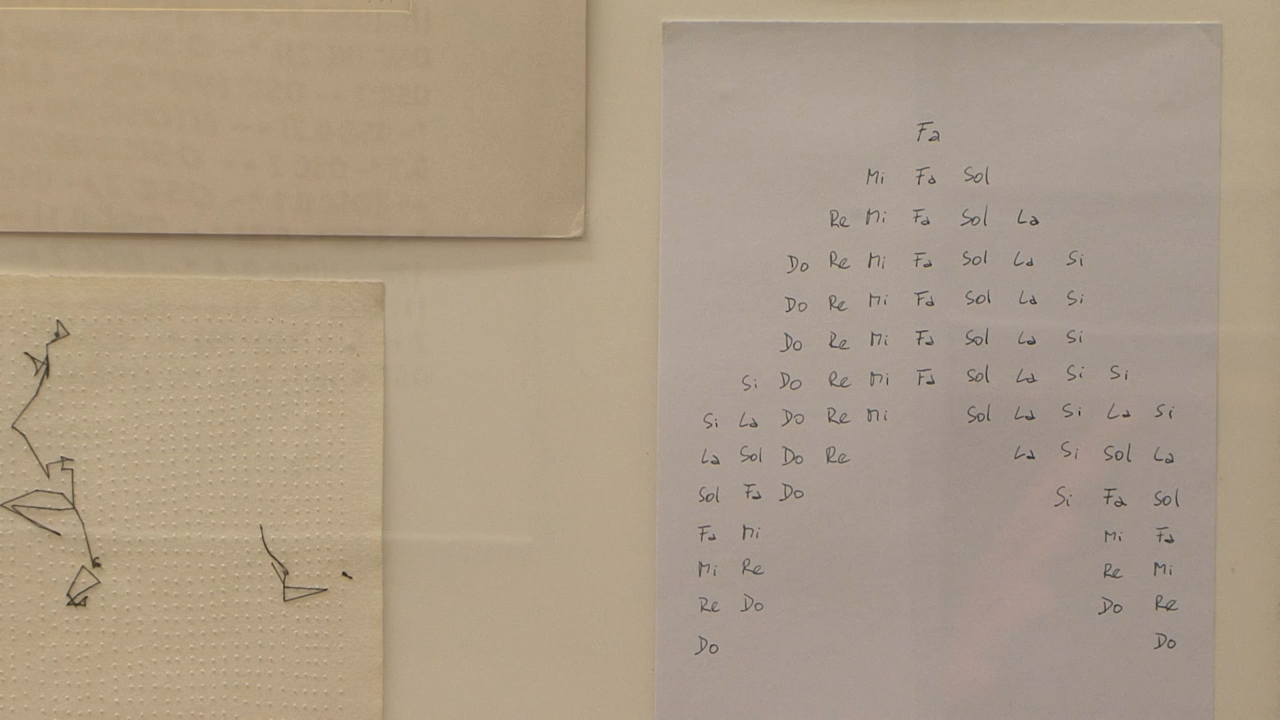 Fa
Mi Fa Sol
Re Mi Fa Sol La
Do Re Mi Fa Sol La Si
Do Re Mi Fa Sol La Si
Do Re Mi Fa Sol La Si
Si Do Re Mi Fa Sol La Si Si
Si La Do Re Mi Sol La Si La Si
La Sol Do Re La Si Sol La
Sol Fa Do Si Fa Sol
Fa Mi Mi Fa
Mi Re Re Mi
Re Do Do Re
Do Do